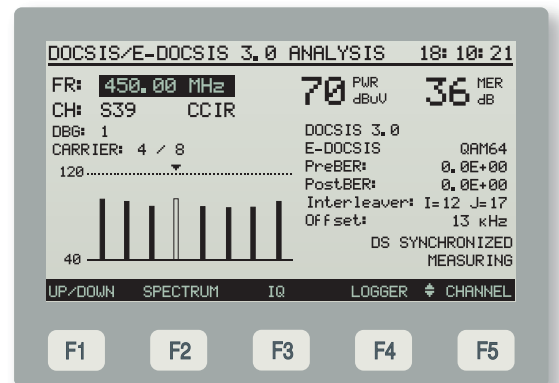 DOCSIS/E-DOCSIS 3.0 ANALYSIS 18:10:21
FR: 450.00 MHz
CH: S39 CCIR
DBG: 1
CARRIER: 4 / 8
120
40
70 PWR dBuV
36 MER dB
DOCSIS 3.0
E-DOCSIS QAM64
PreBER: 0.0E+00
PostBER: 0.0E+00
Interleaver: I=12 J=17
Offset: 13 kHz
DS SYNCHRONIZED
MEASURING
UP/DOWN SPECTRUM IQ LOGGER CHANNEL
F1 F2 F3 F4 F5